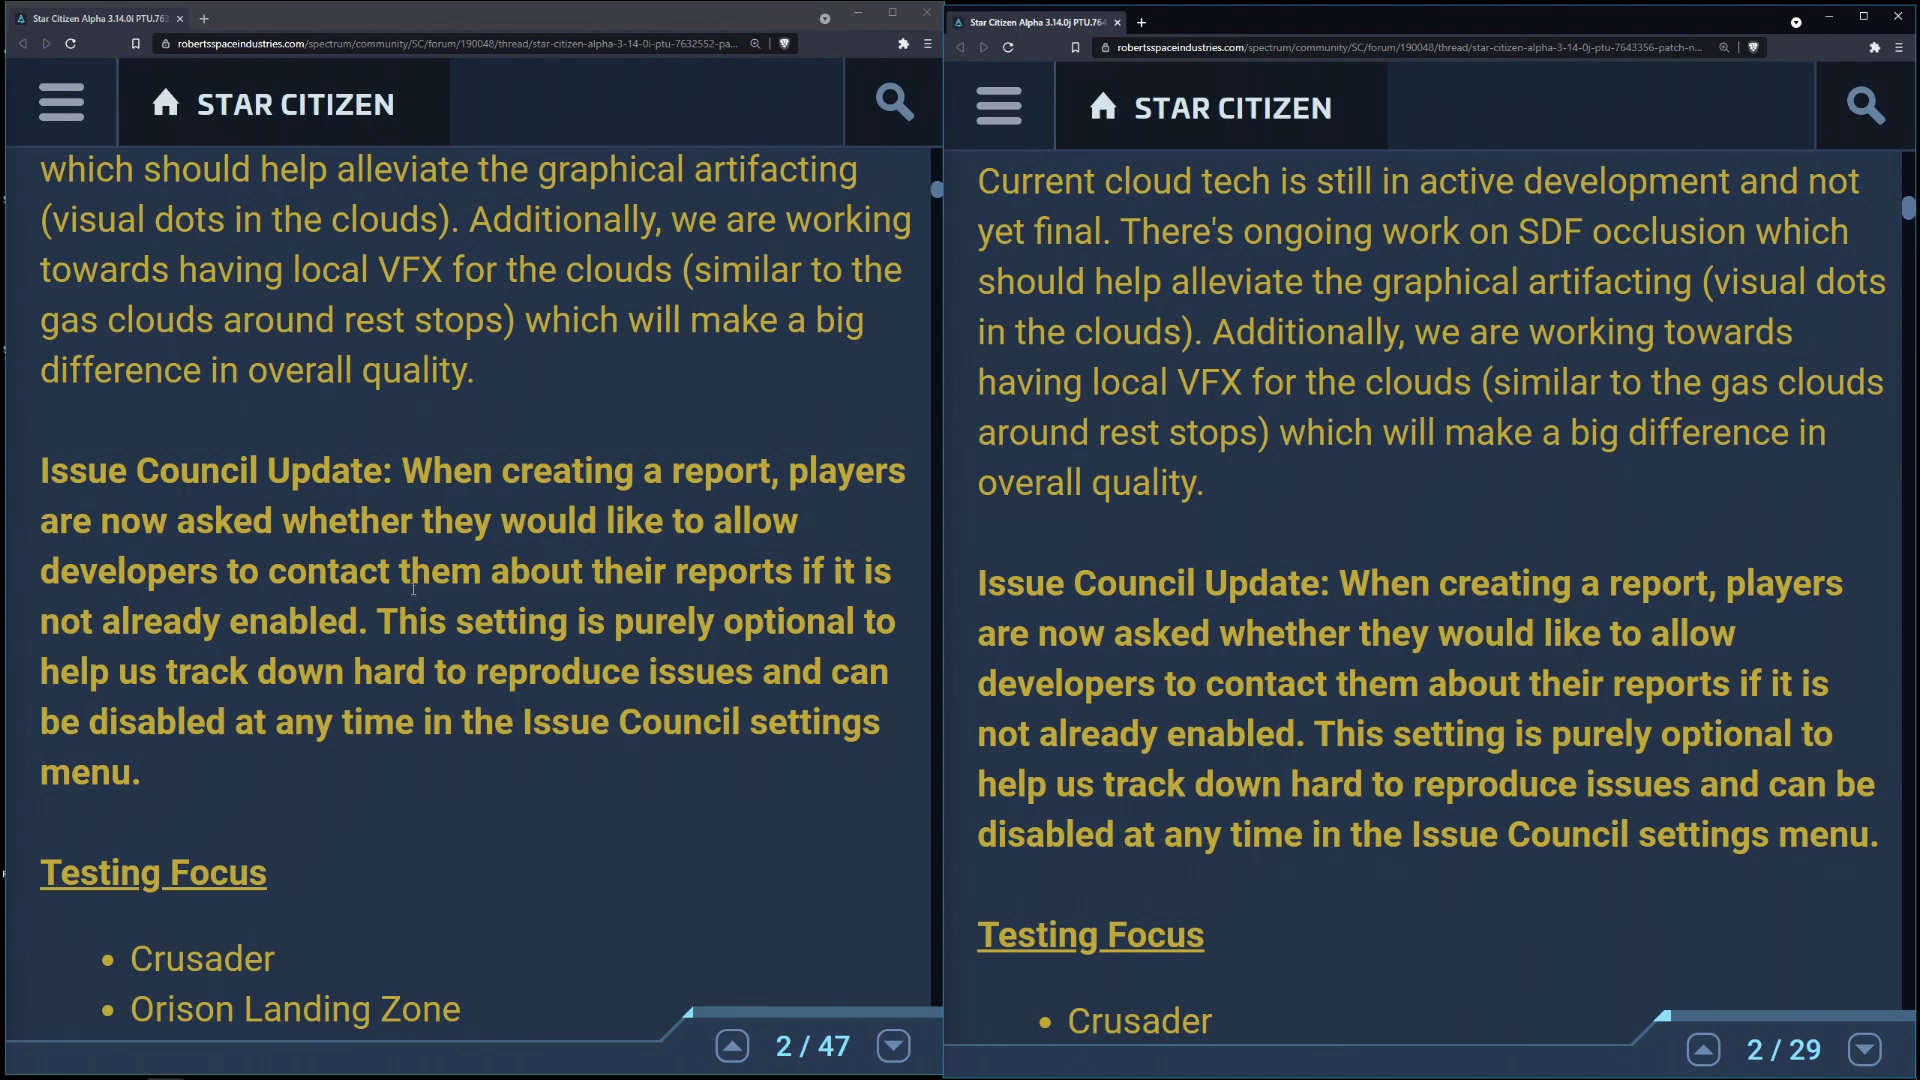 Star Citizen Alpha 3.14.0i PTU.763
robertsspaceindustries.com/spectrum/community/SC/forum/190048/thread/star-citizen-alpha-3-14-0i-ptu-7632552-pa...
STAR CITIZEN
which should help alleviate the graphical artifacting
(visual dots in the clouds). Additionally, we are working
towards having local VFX for the clouds (similar to the
gas clouds around rest stops) which will make a big
difference in overall quality.
Issue Council Update: When creating a report, players
are now asked whether they would like to allow
developers to contact them about their reports if it is
not already enabled. This setting is purely optional to
help us track down hard to reproduce issues and can
be disabled at any time in the Issue Council settings
menu.
Testing Focus
• Crusader
• Orison Landing Zone
2 / 47
Star Citizen Alpha 3.14.0j PTU.764
robertsspaceindustries.com/spectrum/community/SC/forum/190048/thread/star-citizen-alpha-3-14-0j-ptu-7643356-patch-n...
STAR CITIZEN
Current cloud tech is still in active development and not
yet final. There's ongoing work on SDF occlusion which
should help alleviate the graphical artifacting (visual dots
in the clouds). Additionally, we are working towards
having local VFX for the clouds (similar to the gas clouds
around rest stops) which will make a big difference in
overall quality.
Issue Council Update: When creating a report, players
are now asked whether they would like to allow
developers to contact them about their reports if it is
not already enabled. This setting is purely optional to
help us track down hard to reproduce issues and can be
disabled at any time in the Issue Council settings menu.
Testing Focus
• Crusader
2 / 29